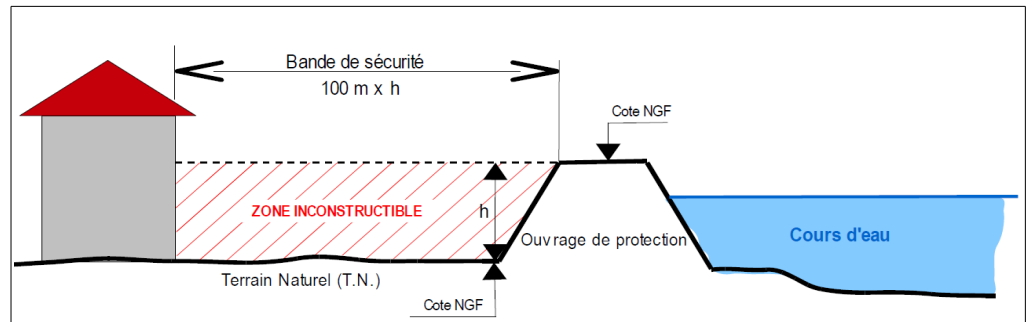 Bande de sécurité
100 m x h
Cote NGF
ZONE INCONSTRUCTIBLE
h
Ouvrage de protection
Cours d'eau
Terrain Naturel (T.N.)
Cote NGF